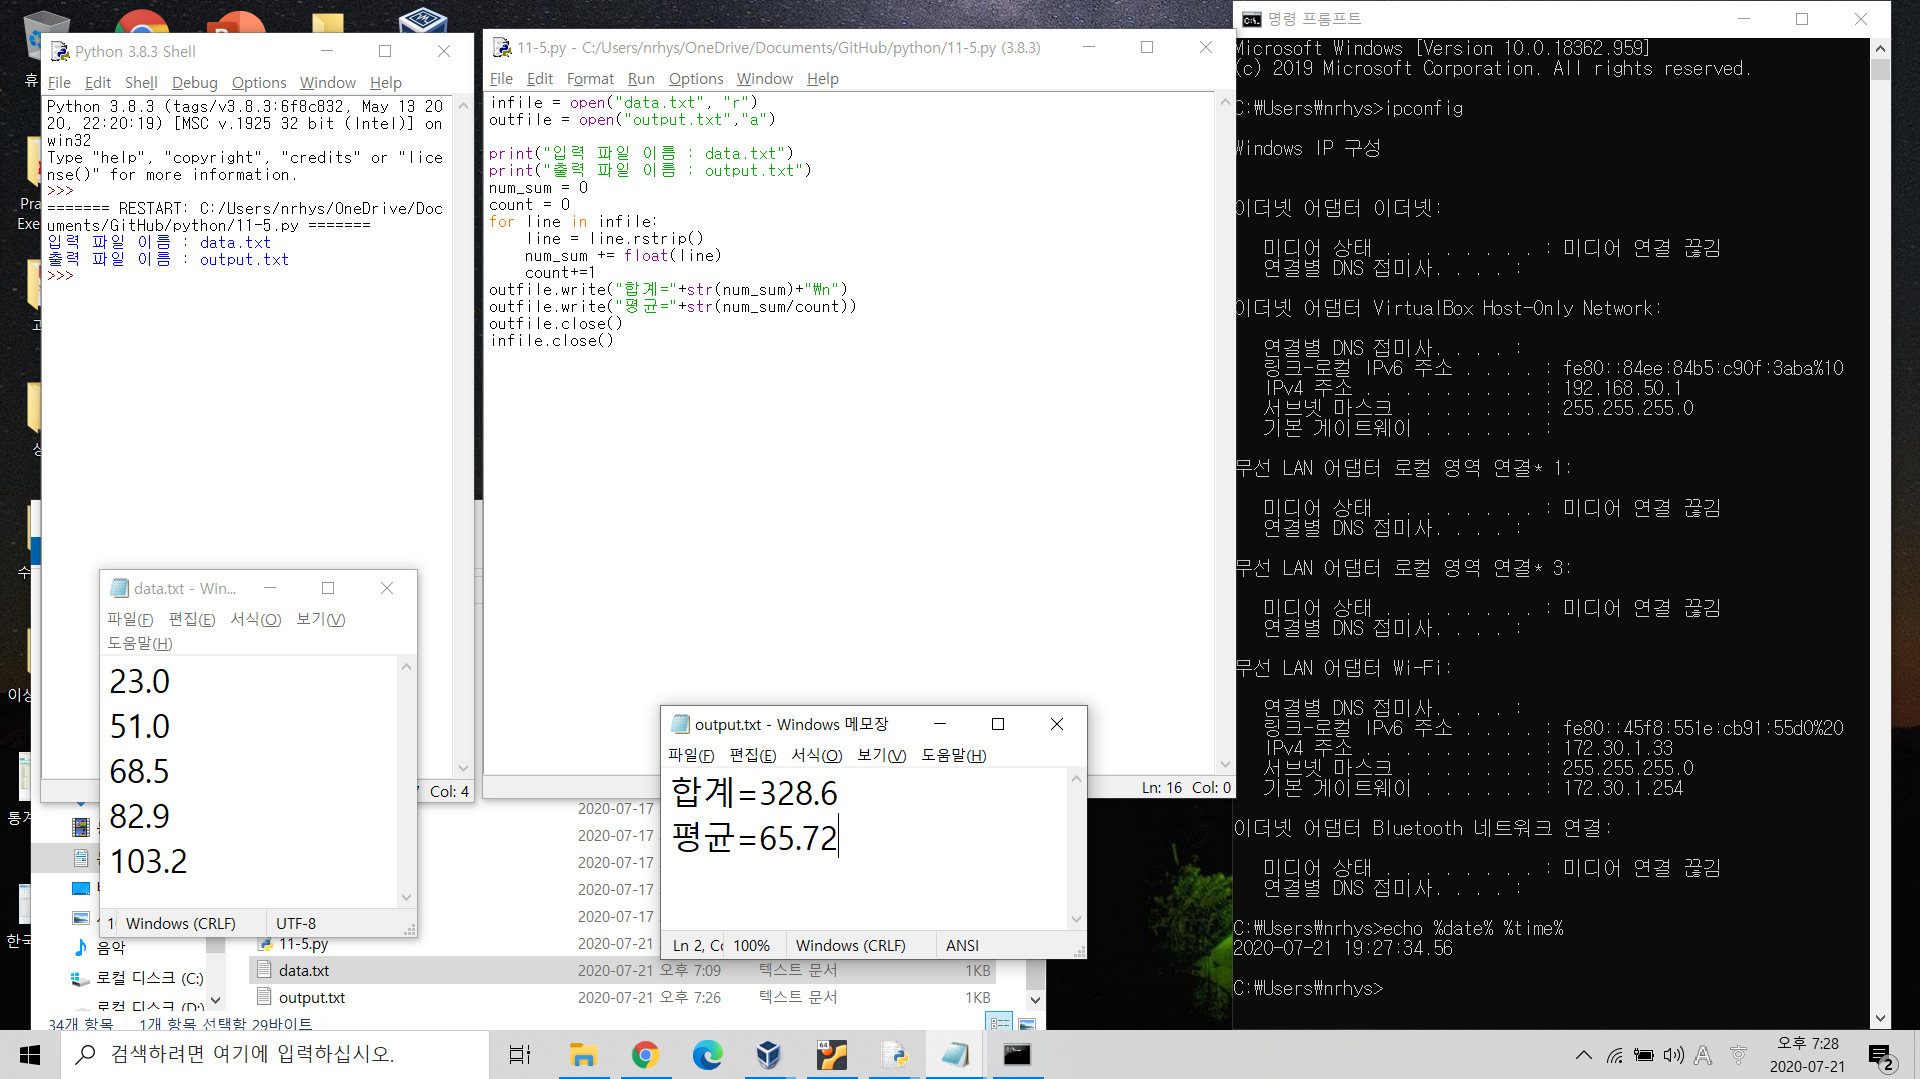 Python 3.8.3 Shell
File Edit Shell Debug Options Window Help
Python 3.8.3 (tags/v3.8.3:6f8c832, May 13 20
20, 22:20:19) [MSC v.1925 32 bit (Intel)] on
win32
Type "help", "copyright", "credits" or "lice
nse()" for more information.
>>>
======= RESTART: C:/Users/nrhys/OneDrive/Doc
uments/GitHub/python/11-5.py =======
입력 파일 이름 : data.txt
출력 파일 이름 : output.txt
>>>
Col: 4
11-5.py - C:/Users/nrhys/OneDrive/Documents/GitHub/python/11-5.py (3.8.3)
File Edit Format Run Options Window Help
infile = open("data.txt", "r")
outfile = open("output.txt","a")
print("입력 파일 이름 : data.txt")
print("출력 파일 이름 : output.txt")
num_sum = 0
count = 0
for line in infile:
line = line.rstrip()
num_sum += float(line)
count+=1
outfile.write("합계="+str(num_sum)+"₩n")
outfile.write("평균="+str(num_sum/count))
outfile.close()
infile.close()
Ln: 16 Col: 0
명령 프롬프트
Microsoft Windows [Version 10.0.18362.959]
(c) 2019 Microsoft Corporation. All rights reserved.
C:₩Users₩nrhys>ipconfig
Windows IP 구성
이더넷 어댑터 이더넷:
미디어 상태 . . . . . . . . : 미디어 연결 끊김
연결별 DNS 접미사. . . . :
이더넷 어댑터 VirtualBox Host-Only Network:
연결별 DNS 접미사. . . . :
링크-로컬 IPv6 주소 . . . . : fe80::84ee:84b5:c90f:3aba%10
IPv4 주소 . . . . . . . . . : 192.168.50.1
서브넷 마스크 . . . . . . . : 255.255.255.0
기본 게이트웨이 . . . . . . :
무선 LAN 어댑터 로컬 영역 연결* 1:
미디어 상태 . . . . . . . . : 미디어 연결 끊김
연결별 DNS 접미사. . . . :
무선 LAN 어댑터 로컬 영역 연결* 3:
미디어 상태 . . . . . . . . : 미디어 연결 끊김
연결별 DNS 접미사. . . . :
무선 LAN 어댑터 Wi-Fi:
연결별 DNS 접미사. . . . :
링크-로컬 IPv6 주소 . . . . : fe80::45f8:551e:cb91:55d0%20
IPv4 주소 . . . . . . . . . : 172.30.1.33
서브넷 마스크 . . . . . . . : 255.255.255.0
기본 게이트웨이 . . . . . . : 172.30.1.254
이더넷 어댑터 Bluetooth 네트워크 연결:
미디어 상태 . . . . . . . . : 미디어 연결 끊김
연결별 DNS 접미사. . . . :
C:₩Users₩nrhys>echo %date% %time%
2020-07-21 19:27:34.56
C:₩Users₩nrhys>
data.txt - Win...
파일(F) 편집(E) 서식(O) 보기(V)
도움말(H)
23.0
51.0
68.5
82.9
103.2
Windows (CRLF) UTF-8
output.txt - Windows 메모장
파일(F) 편집(E) 서식(O) 보기(V) 도움말(H)
합계=328.6
평균=65.72
100% Windows (CRLF) ANSI
2020-07-17
2020-07-17
2020-07-17
2020-07-17
2020-07-17
음악
로컬 디스크 (C:)
로컬 디스크 (D:)
11-5.py 2020-07-21
data.txt 2020-07-21 오후 7:09 텍스트 문서 1KB
output.txt 2020-07-21 오후 7:26 텍스트 문서 1KB
34개 항목 1개 항목 선택함 29바이트
검색하려면 여기에 입력하십시오.
64
A
오후 7:28
2020-07-21
2